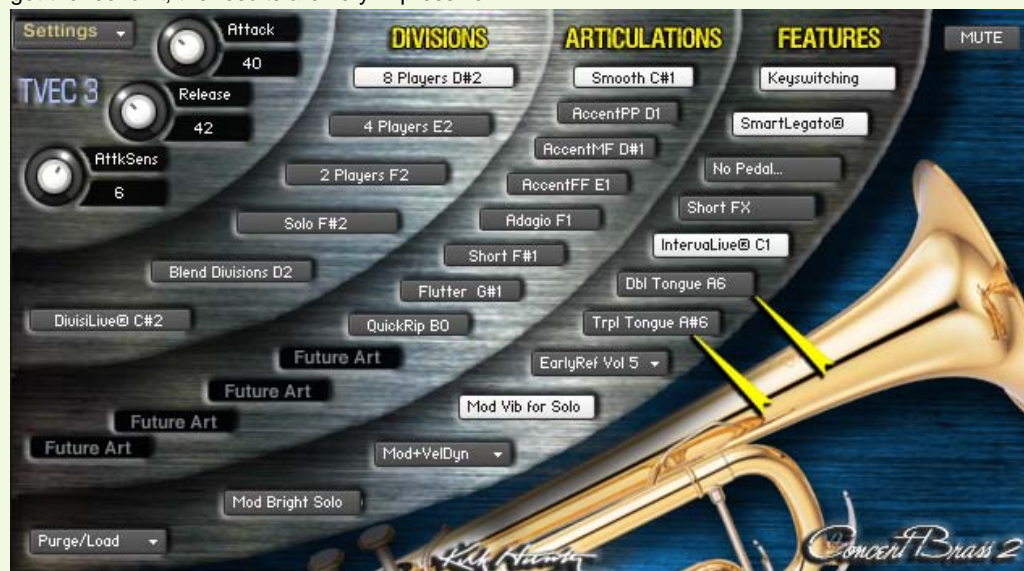 Settings
Attack
40
TVEC 3
Release
42
AttkSens
6
DIVISIONS
8 Players D#2
4 Players E2
2 Players F2
Solo F#2
Blend Divisions D2
DivisiLive® C#2
Future Art
Future Art
Future Art
Future Art
Purge/Load
ARTICULATIONS
Smooth C#1
AccentPP D1
AccentMF D#1
AccentFF E1
Adagio F1
Short F#1
Flutter G#1
QuickRip B0
FEATURES
Keyswitching
SmartLegato®
No Pedal...
Short FX
IntervaLive® C1
Dbl Tongue A6
Trpl Tongue A#6
EarlyRef Vol 5
Mod Vib for Solo
Mod+VelDyn
Mod Bright Solo
MUTE
Kirk Hunter
Concert Brass 2